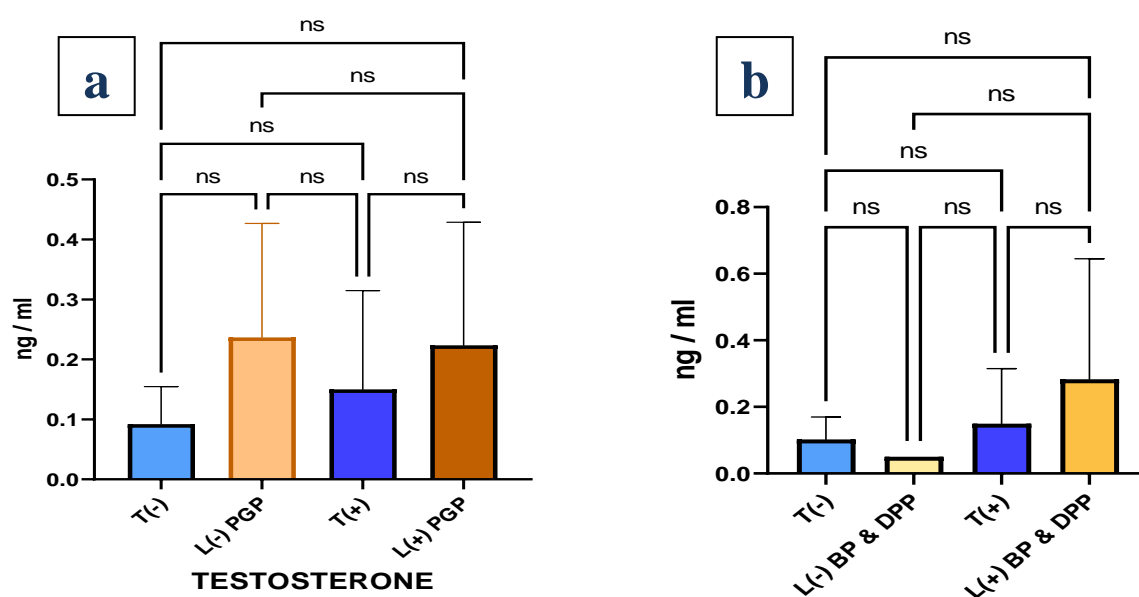 a
ns
ns
ns
ns
ns
ns
ng / ml
0.5
0.4
0.3
0.2
0.1
0.0
T(-)
L(-) PGP
T(+)
L(+) PGP
TESTOSTERONE
b
ns
ns
ns
ns
ns
ns
ng / ml
0.8
0.6
0.4
0.2
0.0
T(-)
L(-) BP & DPP
T(+)
L(+) BP & DPP